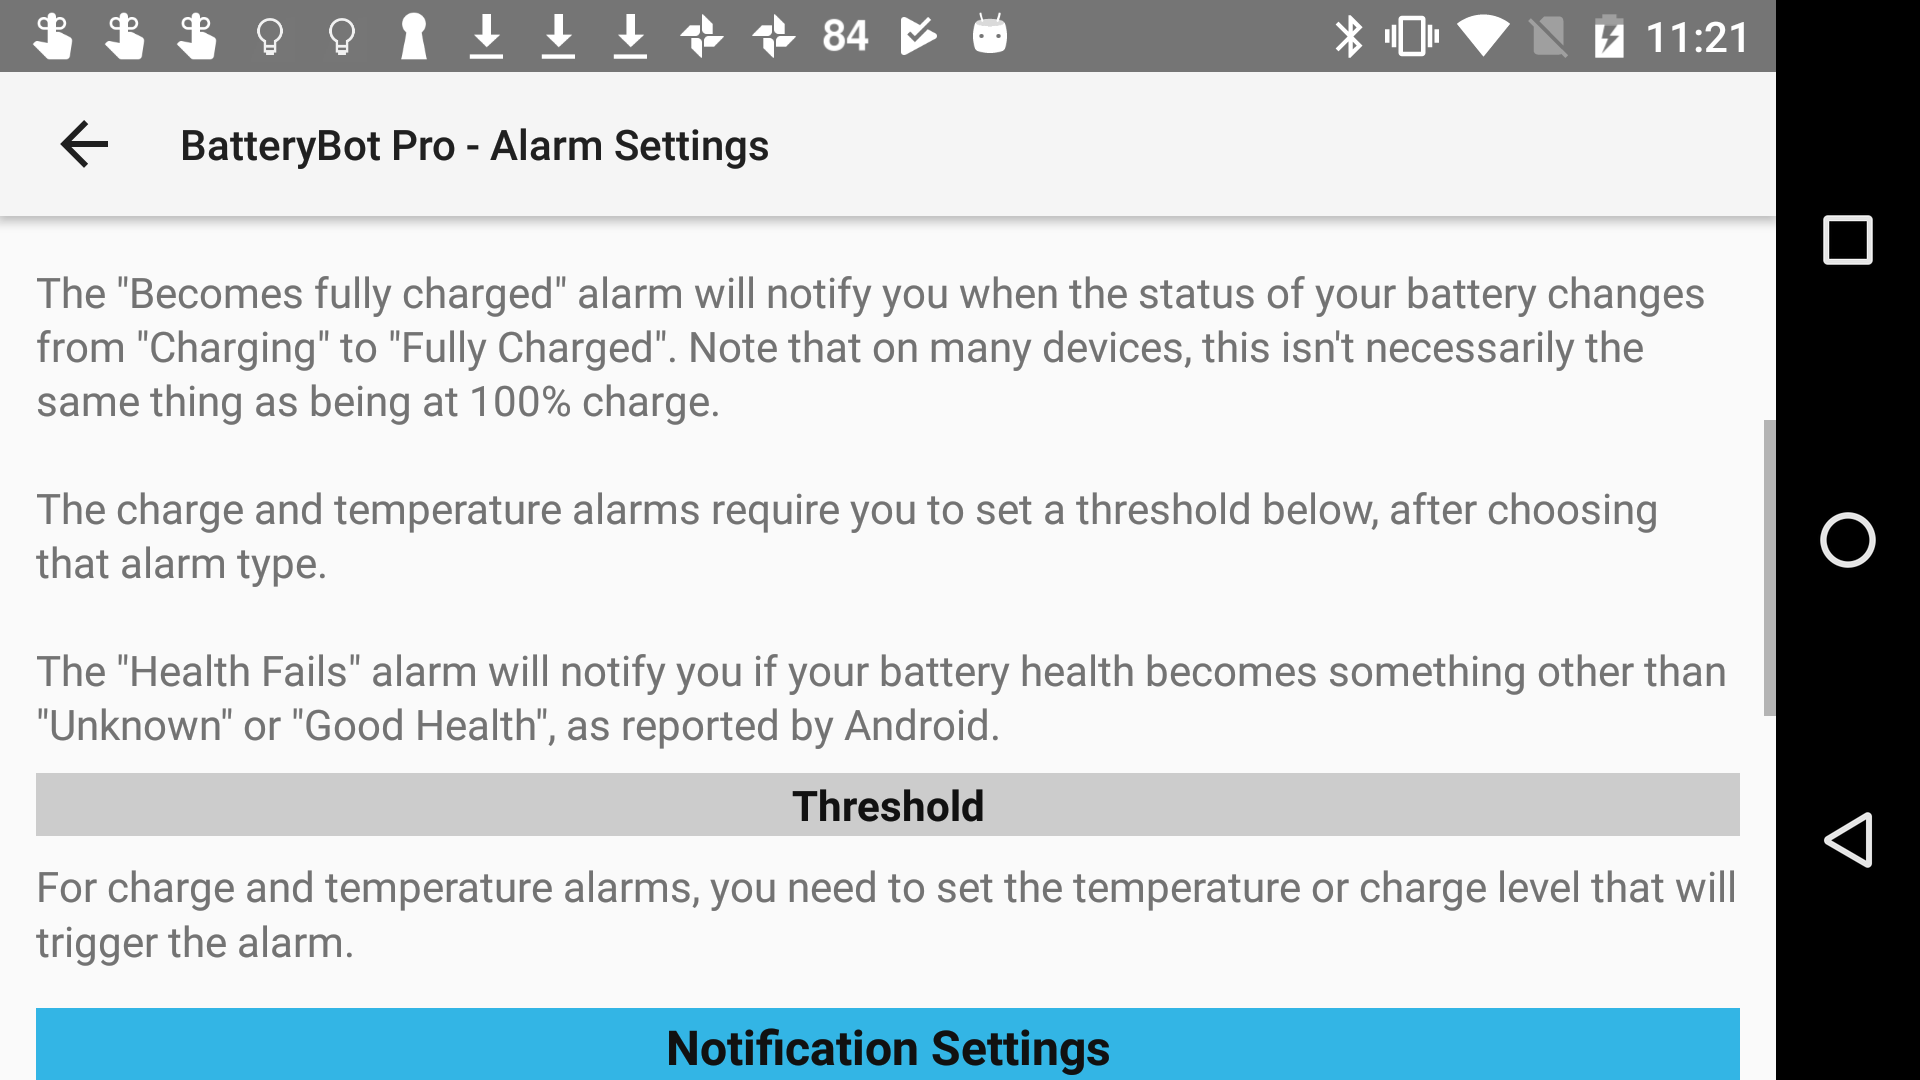 84
11:21
BatteryBot Pro - Alarm Settings
The "Becomes fully charged" alarm will notify you when the status of your battery changes
from "Charging" to "Fully Charged". Note that on many devices, this isn't necessarily the
same thing as being at 100% charge.
The charge and temperature alarms require you to set a threshold below, after choosing
that alarm type.
The "Health Fails" alarm will notify you if your battery health becomes something other than
"Unknown" or "Good Health", as reported by Android.
Threshold
For charge and temperature alarms, you need to set the temperature or charge level that will
trigger the alarm.
Notification Settings